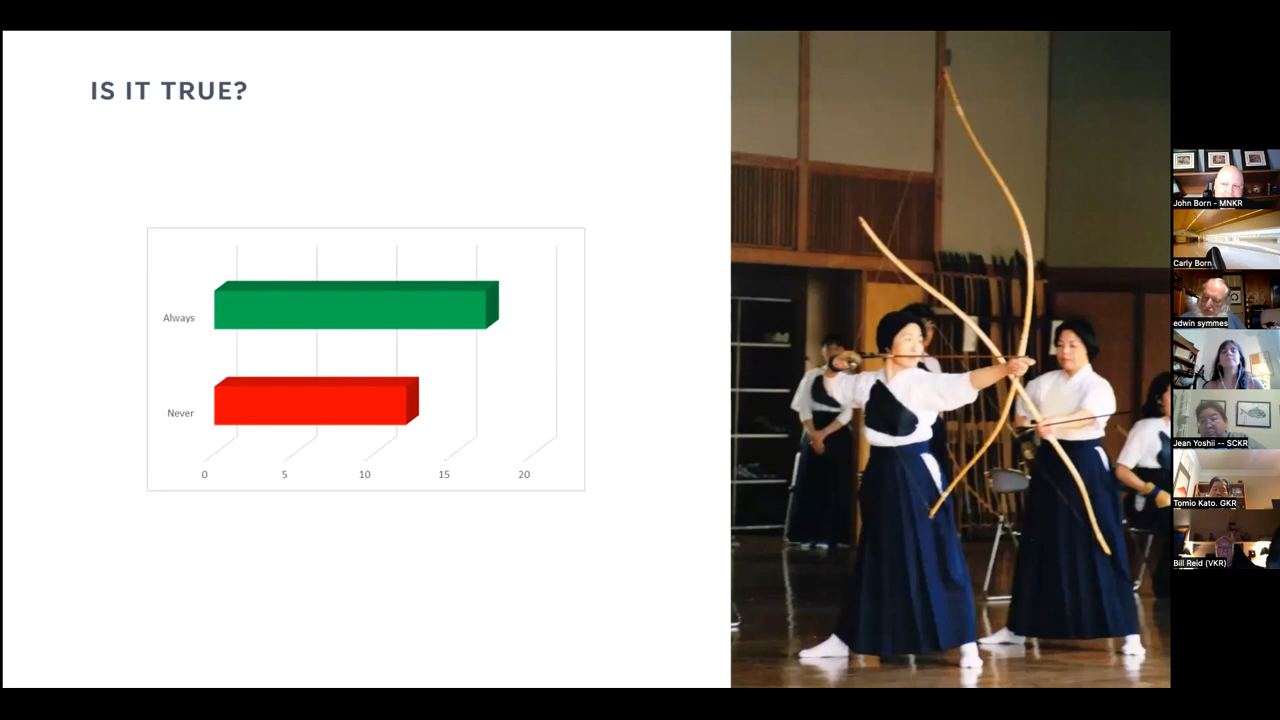 IS IT TRUE?
Always
Never
0 5 10 15 20
John Born - MNKR
Carly Born
edwin symmes
Jean Yoshii -- SCKR
Tomio Kato. GKR
Bill Reid (VKR)